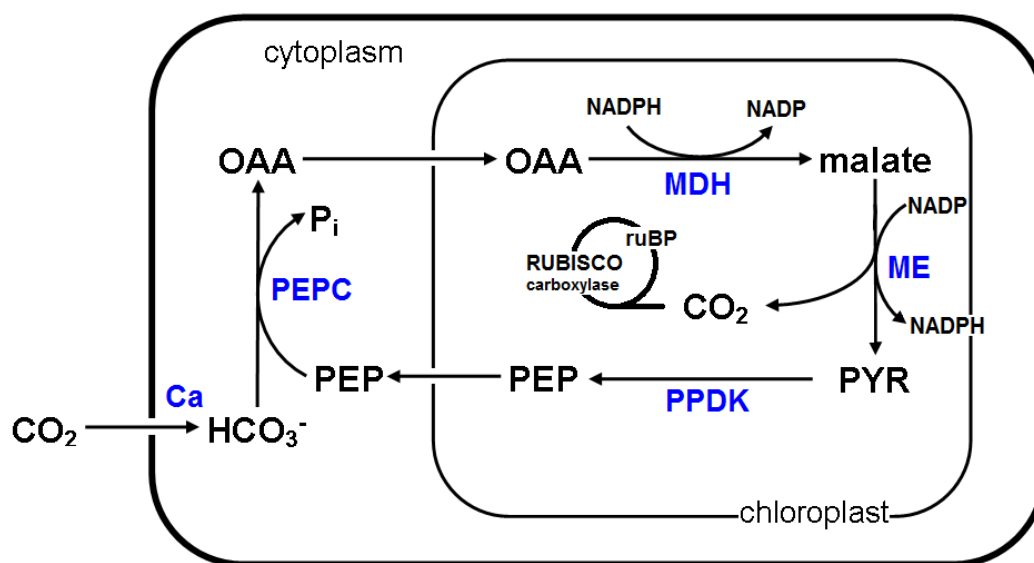 cytoplasm
NADPH NADP
OAA OAA malate
MDH
Pᵢ NADP
ruBP
RUBISCO
carboxylase
PEPC ME
CO₂ NADPH
PEP PEP PYR
PPDK
Ca
CO₂ HCO₃⁻
chloroplast